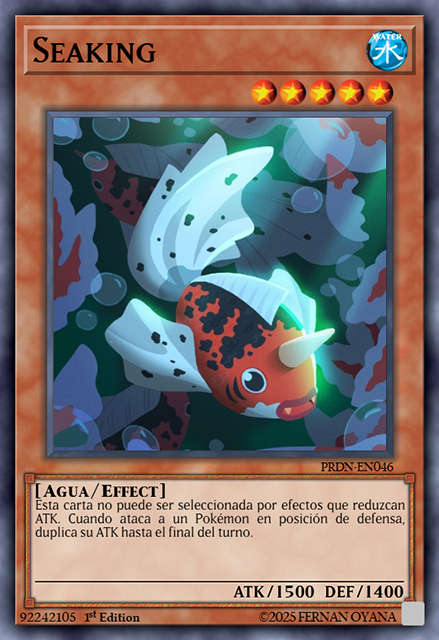 SEAKING
WATER
水
PRDN-EN046
[AGUA/EFFECT]
Esta carta no puede ser seleccionada por efectos que reduzcan
ATK. Cuando ataca a un Pokémon en posición de defensa,
duplica su ATK hasta el final del turno.
ATK/1500 DEF/1400
92242105 1st Edition ©2025 FERNAN OYANA